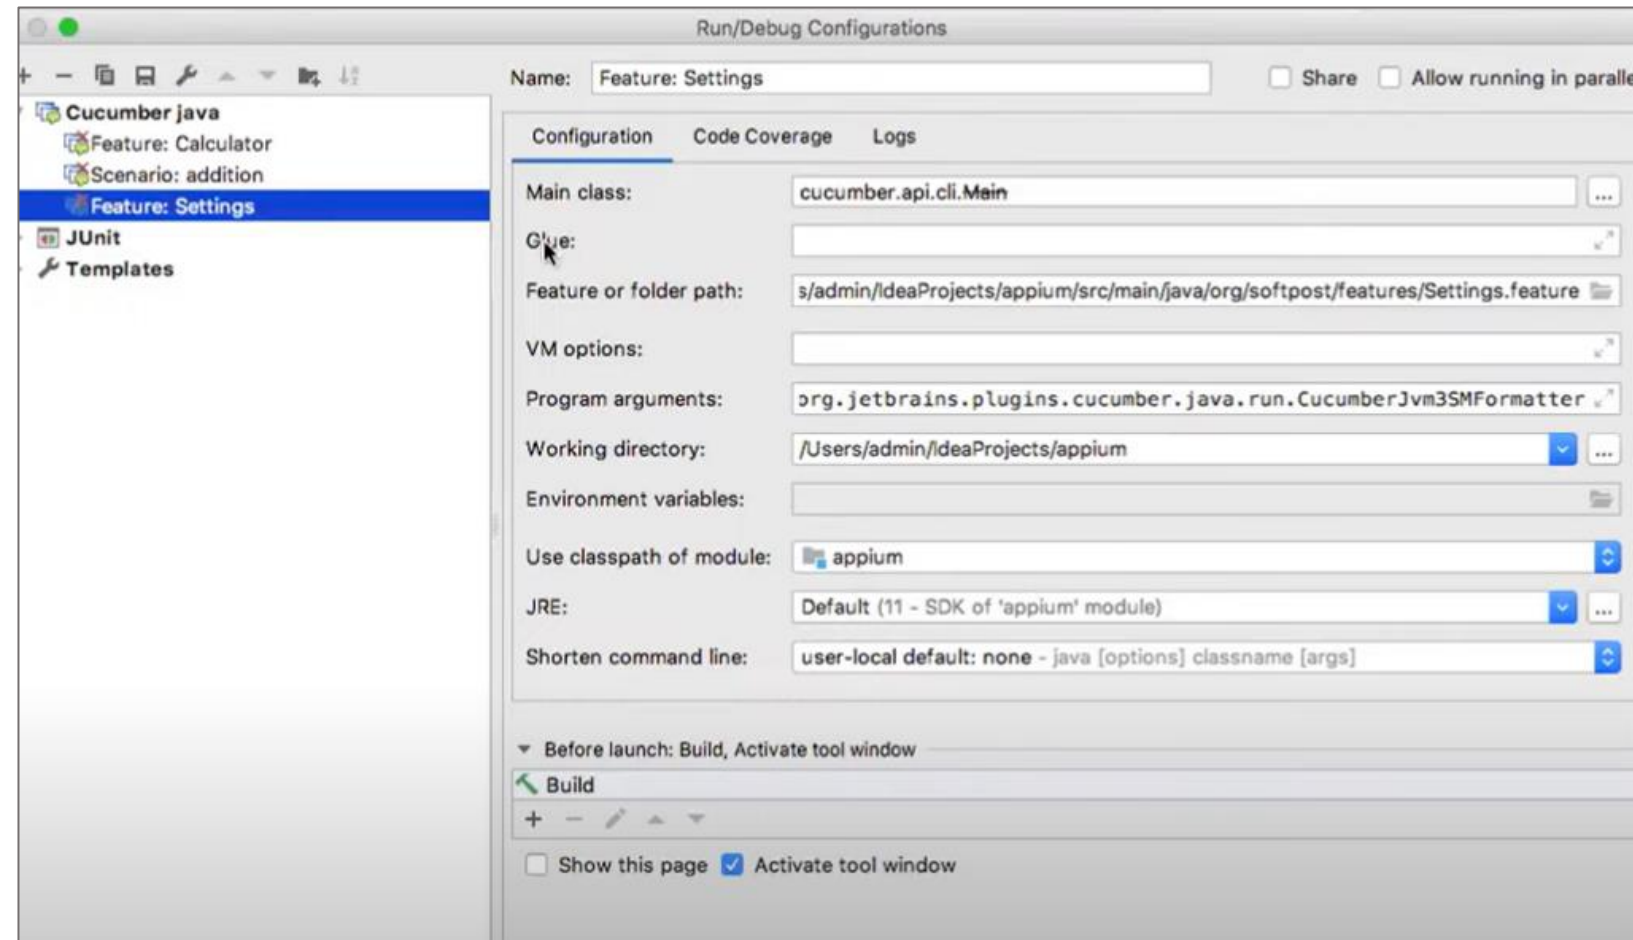 Run/Debug Configurations
Name: Feature: Settings Share Allow running in paralle
Cucumber java
Feature: Calculator
Scenario: addition
Feature: Settings
JUnit
Templates
Configuration Code Coverage Logs
Main class: cucumber.api.cli.Main ...
Glue:
Feature or folder path: s/admin/IdeaProjects/appium/src/main/java/org/softpost/features/Settings.feature
VM options:
Program arguments: org.jetbrains.plugins.cucumber.java.run.CucumberJvm3SMFormatter
Working directory: /Users/admin/IdeaProjects/appium ...
Environment variables:
Use classpath of module: appium
JRE: Default (11 - SDK of 'appium' module) ...
Shorten command line: user-local default: none - java [options] classname [args]
Before launch: Build, Activate tool window
Build
Show this page Activate tool window